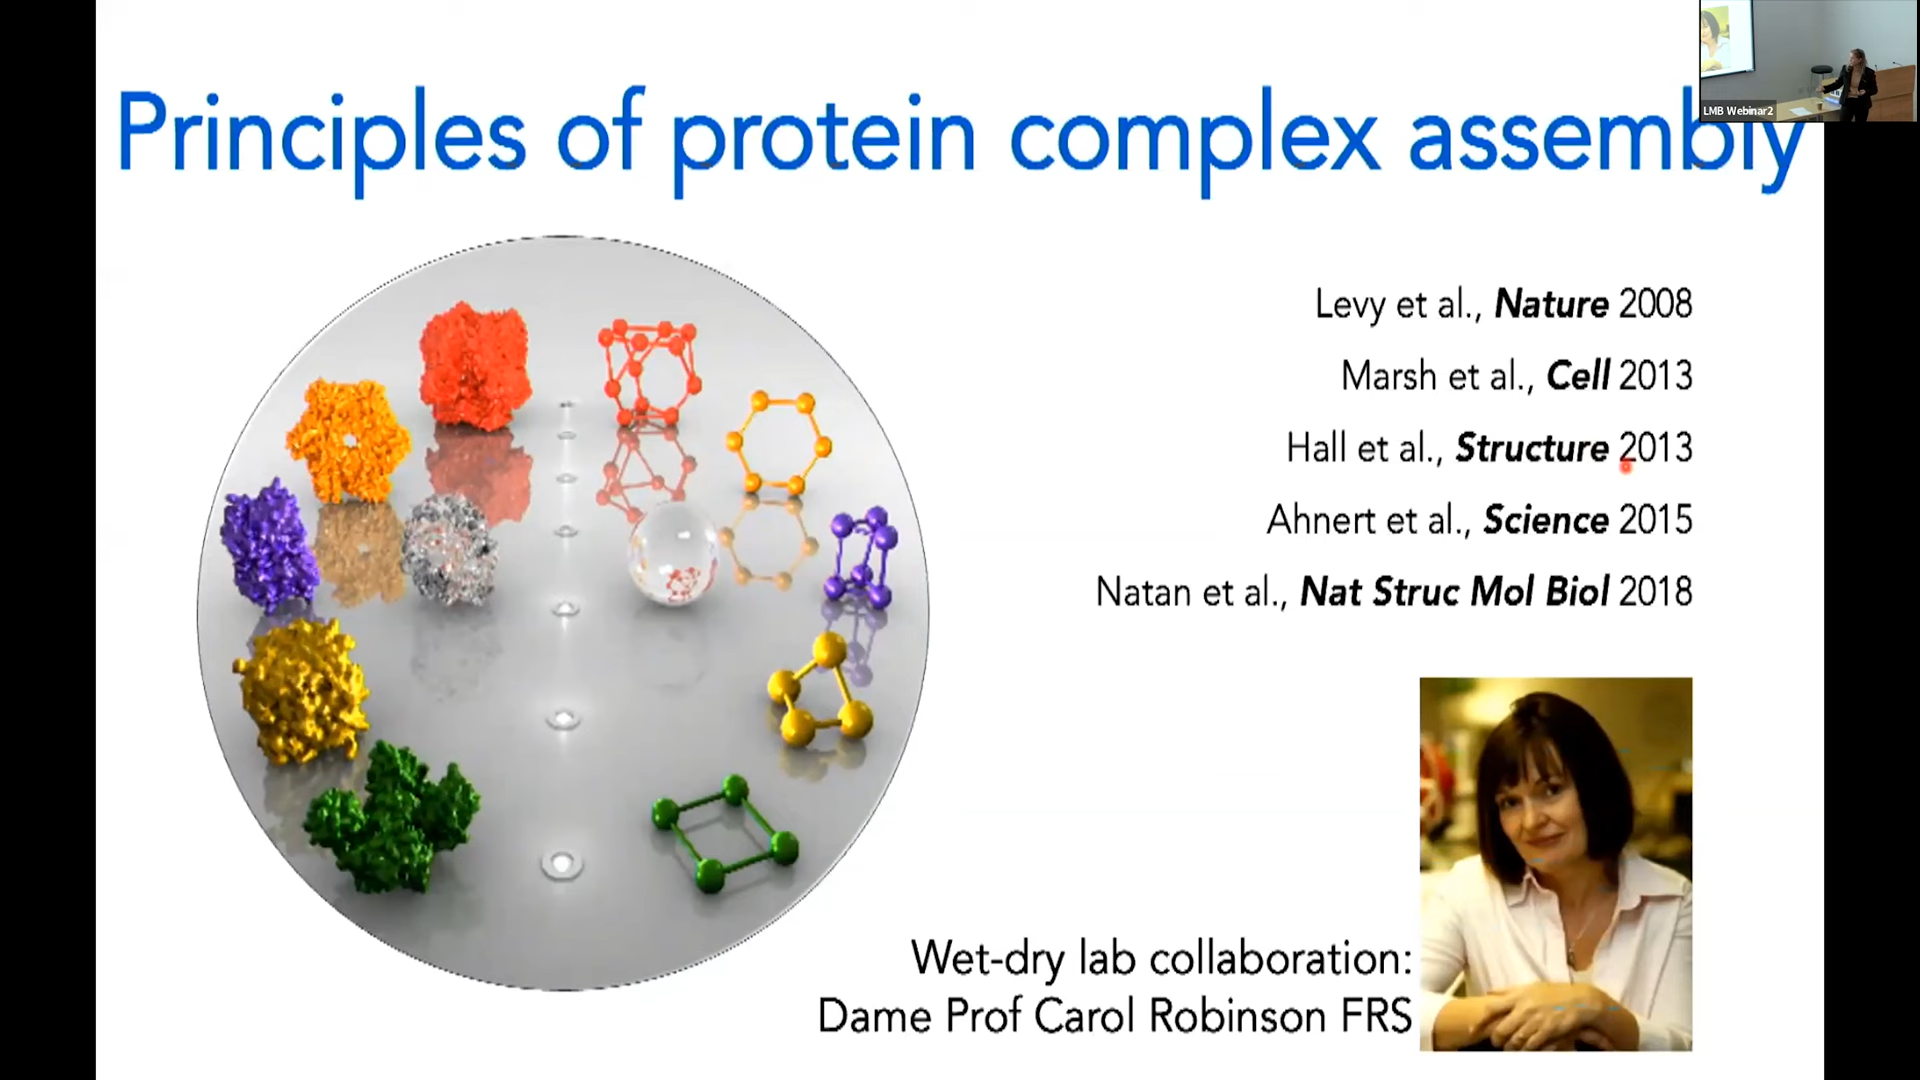 LMB Webinar2
Principles of protein complex assembly
Levy et al., Nature 2008
Marsh et al., Cell 2013
Hall et al., Structure 2013
Ahnert et al., Science 2015
Natan et al., Nat Struc Mol Biol 2018
Wet-dry lab collaboration:
Dame Prof Carol Robinson FRS